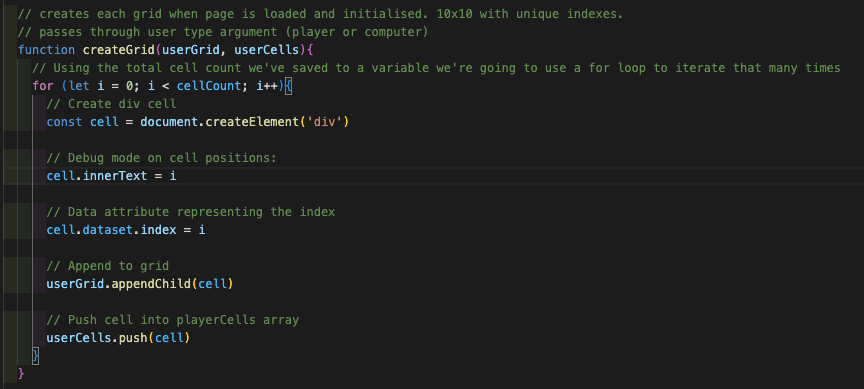 // creates each grid when page is loaded and initialised. 10x10 with unique indexes.
// passes through user type argument (player or computer)
function createGrid(userGrid, userCells){
  // Using the total cell count we've saved to a variable we're going to use a for loop to iterate that many times
  for (let i = 0; i < cellCount; i++){
    // Create div cell
    const cell = document.createElement('div')

    // Debug mode on cell positions:
    cell.innerText = i

    // Data attribute representing the index
    cell.dataset.index = i

    // Append to grid
    userGrid.appendChild(cell)

    // Push cell into playerCells array
    userCells.push(cell)
  }
}